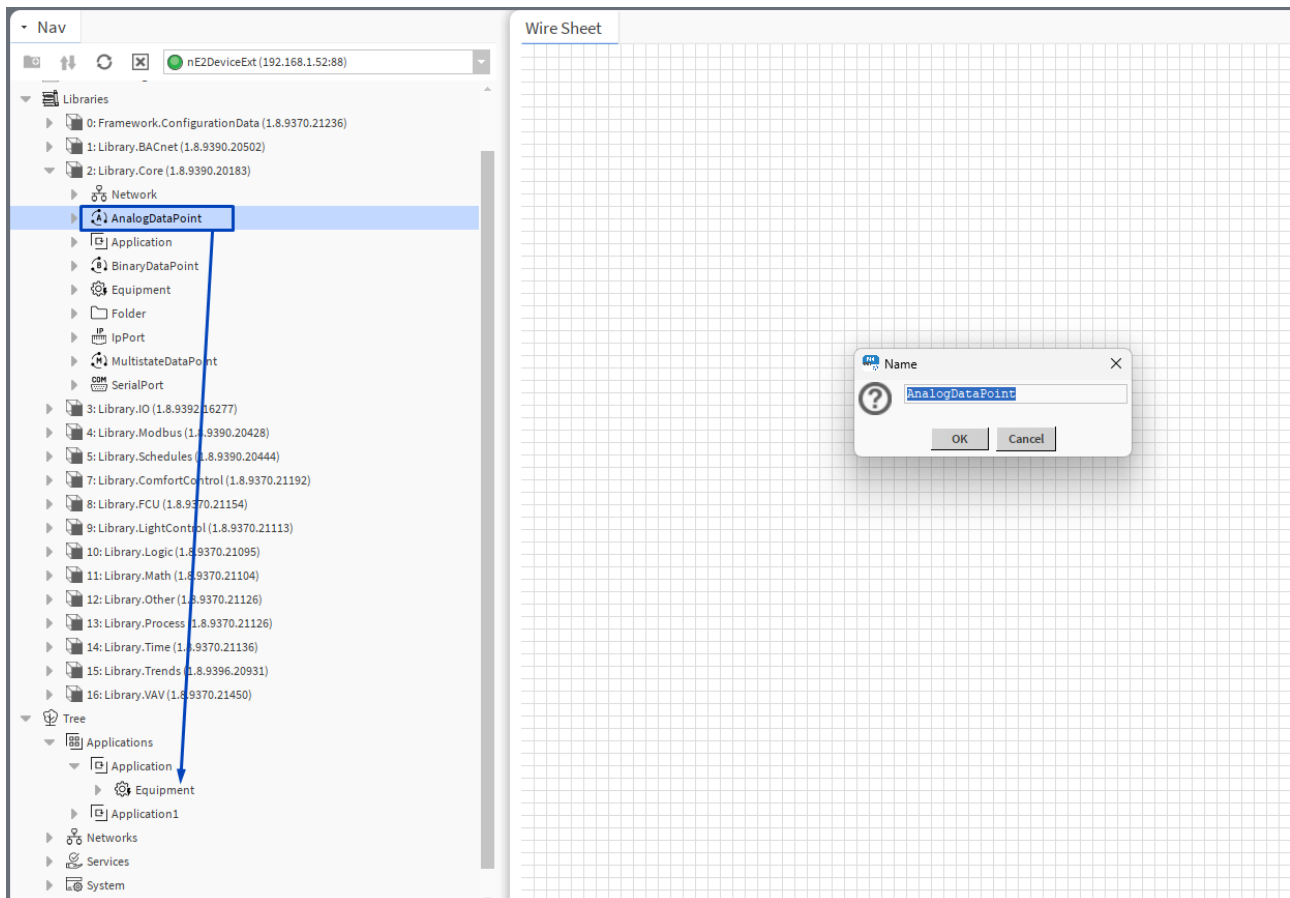 Nav
nE2DeviceExt (192.168.1.52:88)
Libraries
0: Framework.ConfigurationData (1.8.9370.21236)
1: Library.BACnet (1.8.9390.20502)
2: Library.Core (1.8.9390.20183)
Network
AnalogDataPoint
Application
BinaryDataPoint
Equipment
Folder
IP
IpPort
MultistateDataPoint
COM
SerialPort
3: Library.IO (1.8.9392.16277)
4: Library.Modbus (1.8.9390.20428)
5: Library.Schedules (1.8.9390.20444)
7: Library.ComfortControl (1.8.9370.21192)
8: Library.FCU (1.8.9370.21154)
9: Library.LightControl (1.8.9370.21113)
10: Library.Logic (1.8.9370.21095)
11: Library.Math (1.8.9370.21104)
12: Library.Other (1.8.9370.21126)
13: Library.Process (1.8.9370.21126)
14: Library.Time (1.8.9370.21136)
15: Library.Trends (1.8.9396.20931)
16: Library.VAV (1.8.9370.21450)
Tree
Applications
Application
Equipment
Application1
Networks
Services
System
Wire Sheet
Name
AnalogDataPoint
OK Cancel